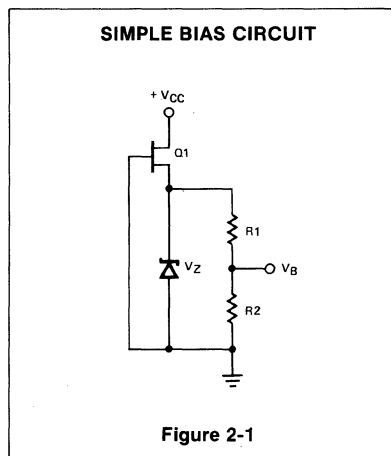 SIMPLE BIAS CIRCUIT
+ VCC
Q1
R1
VZ
VB
R2
Figure 2-1